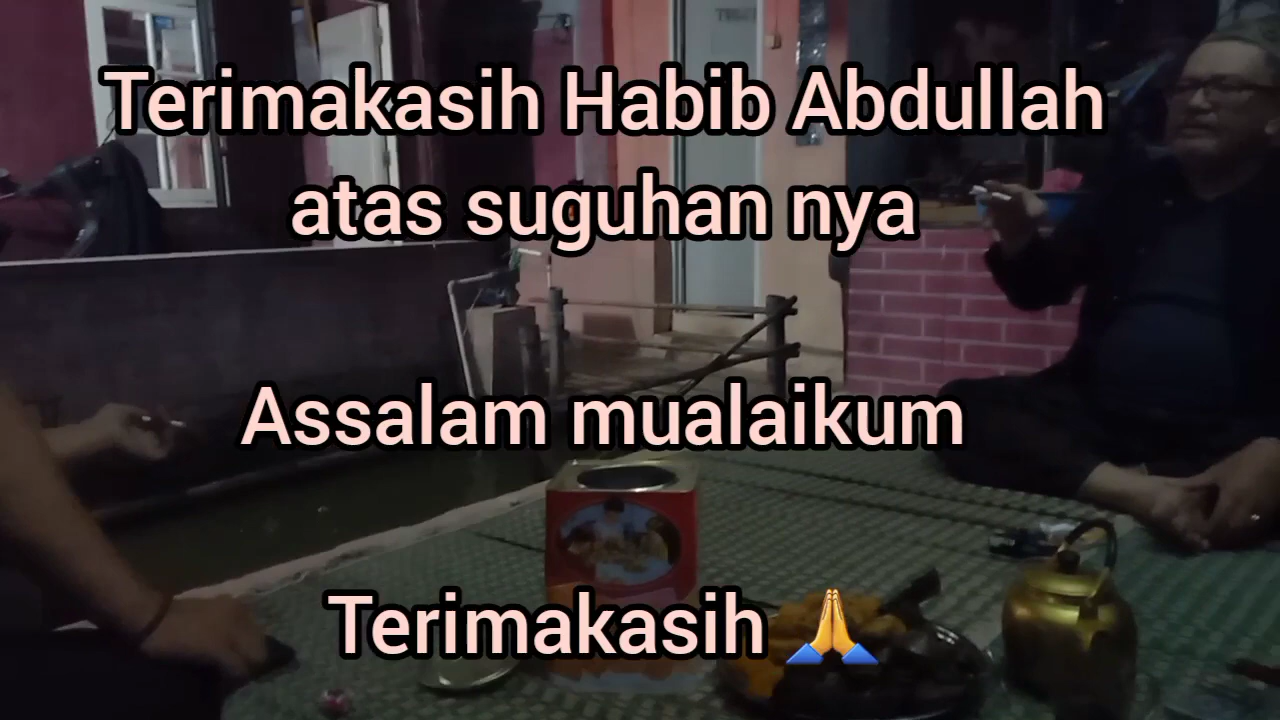 Terimakasih Habib Abdullah
atas suguhan nya
Assalam mualaikum
Terimakasih 🙏